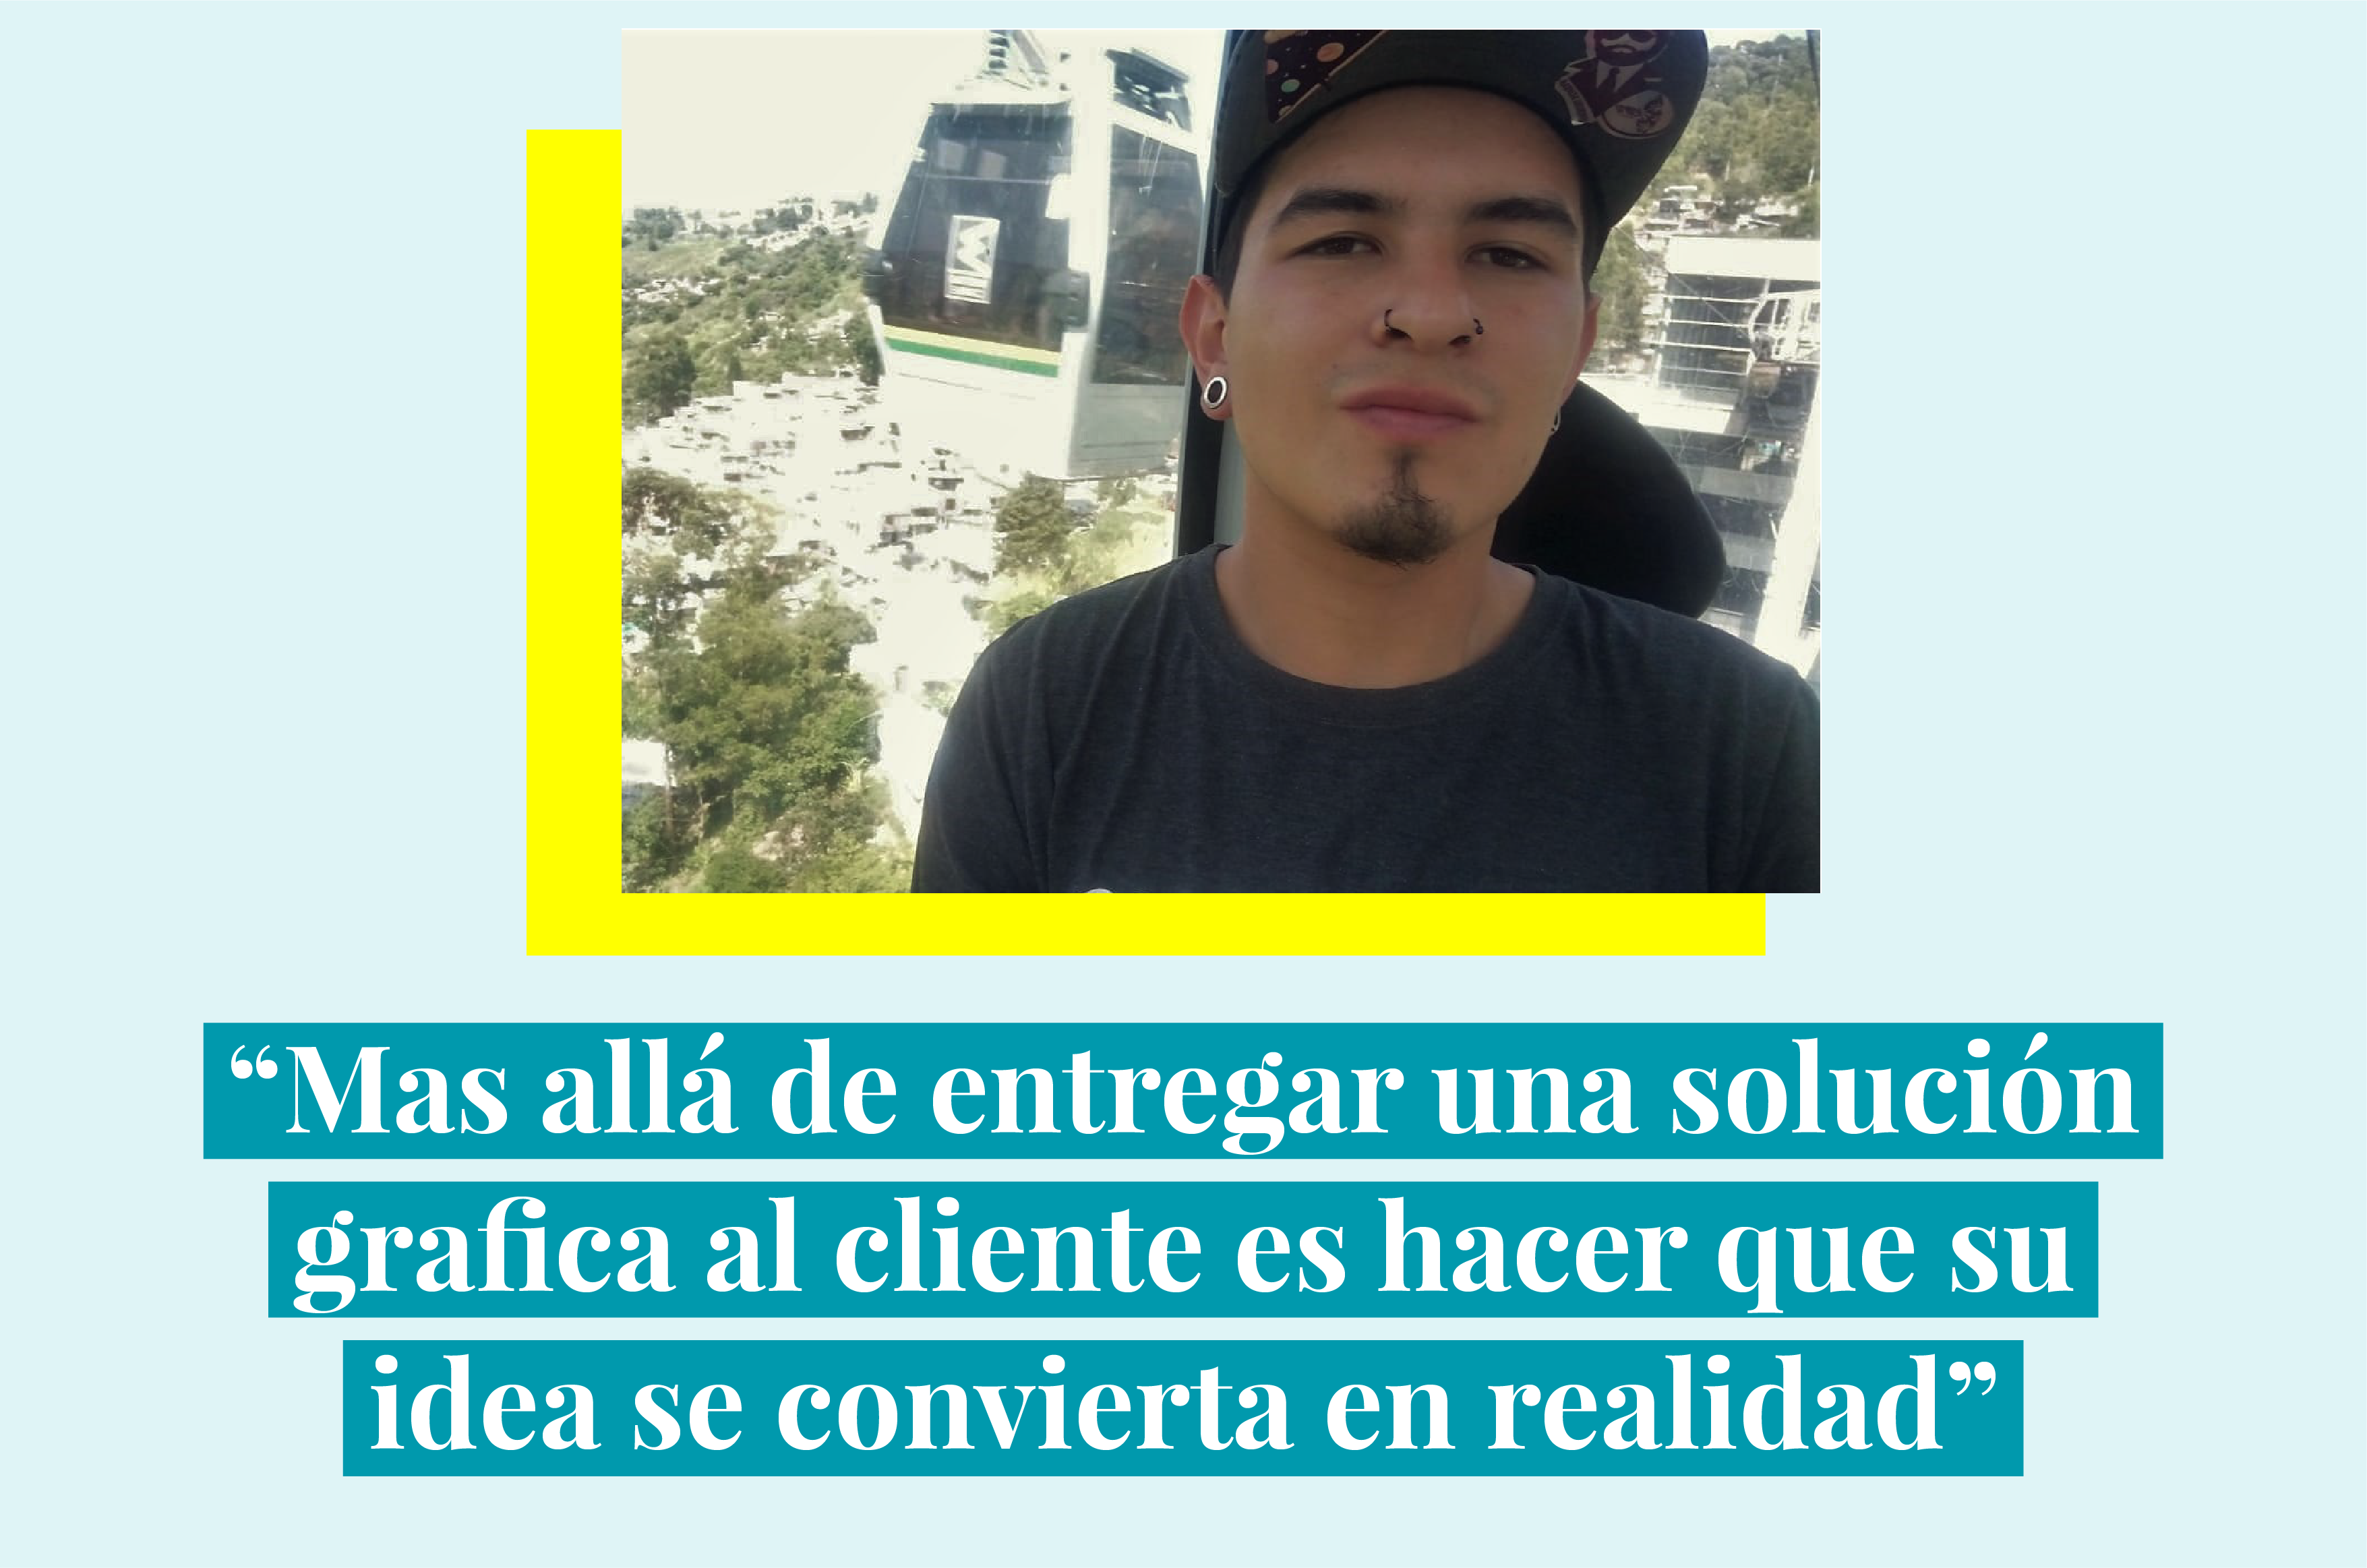 “Mas allá de entregar una solución
grafica al cliente es hacer que su
idea se convierta en realidad”